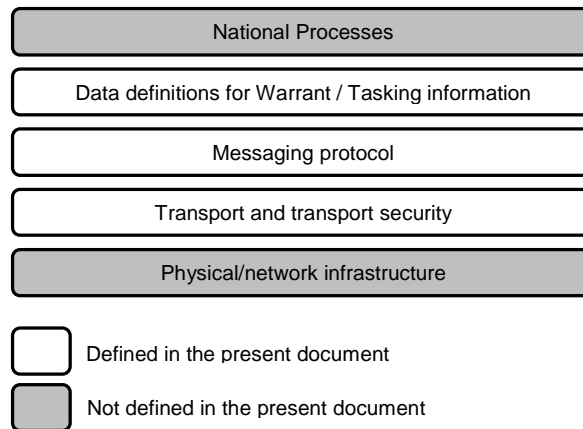 National Processes
Data definitions for Warrant / Tasking information
Messaging protocol
Transport and transport security
Physical/network infrastructure
Defined in the present document
Not defined in the present document